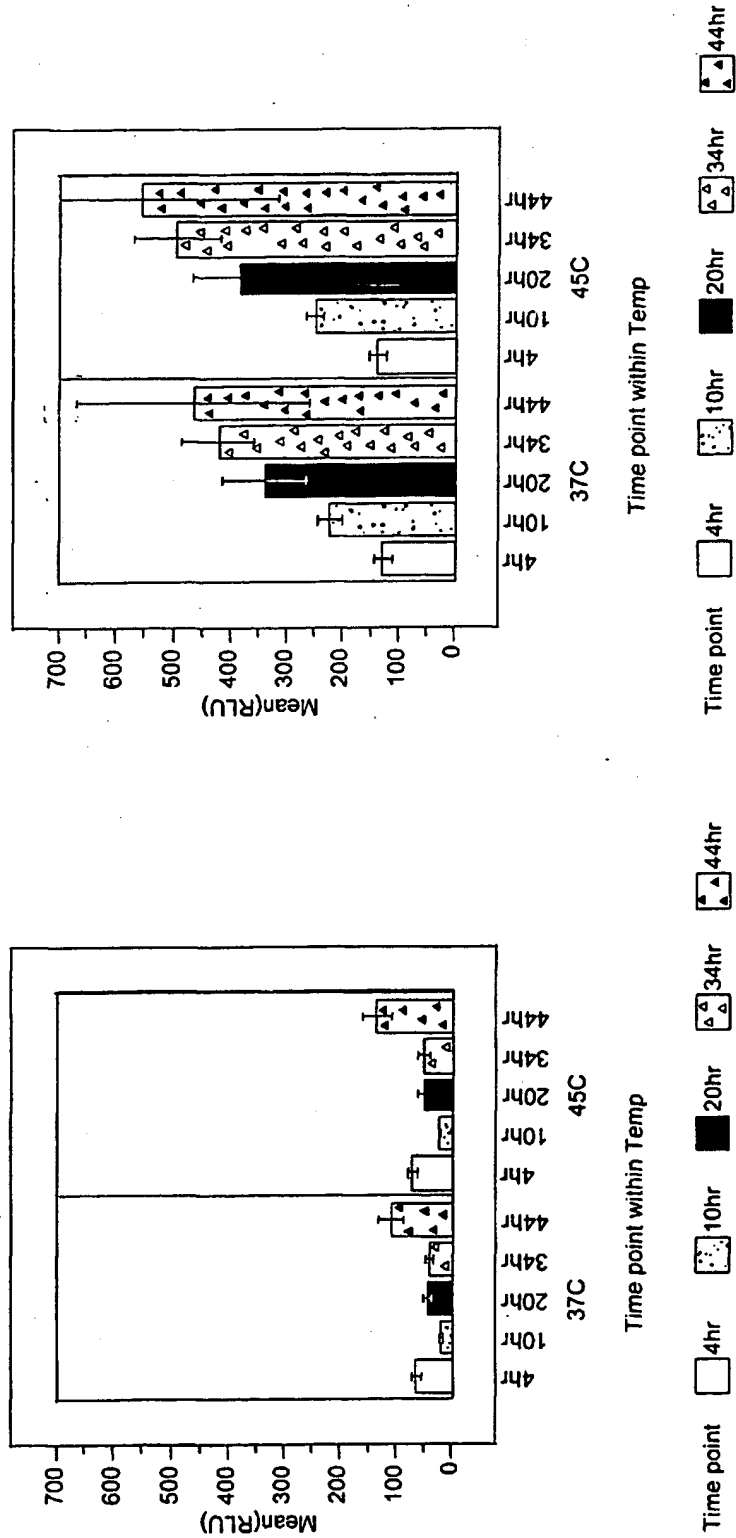 700
600
500
400
300
200
100
0
Mean(RLU)
4hr
10hr
20hr
34hr
44hr
4hr
10hr
20hr
34hr
44hr
37C
45C
Time point within Temp
Time point 4hr 10hr 20hr 34hr 44hr
700
600
500
400
300
200
100
0
Mean(RLU)
4hr
10hr
20hr
34hr
44hr
4hr
10hr
20hr
34hr
44hr
37C
45C
Time point within Temp
Time point 4hr 10hr 20hr 34hr 44hr